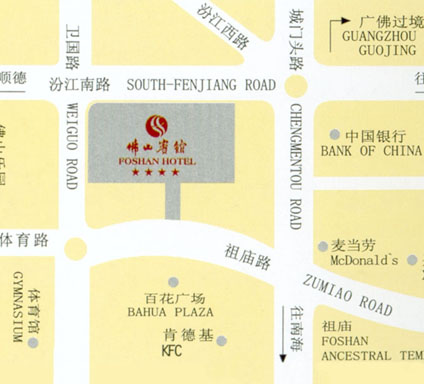 汾江西路
城门头路
广佛过境
GUANGZHOU
GUOJING
卫国路
顺德
汾江南路 SOUTH-FENJIANG ROAD
往
WEIGUO ROAD
佛山宾馆
FOSHAN HOTEL
CHENGMENTOU ROAD
中国银行
BANK OF CHINA
体育路
祖庙路
麦当劳
McDonald`s
ZUMIAO ROAD
体育馆
GYMNASIUM
百花广场
BAIHUA PLAZA
肯德基
KFC
往南海
祖庙
FOSHAN
ANCESTRAL TEM